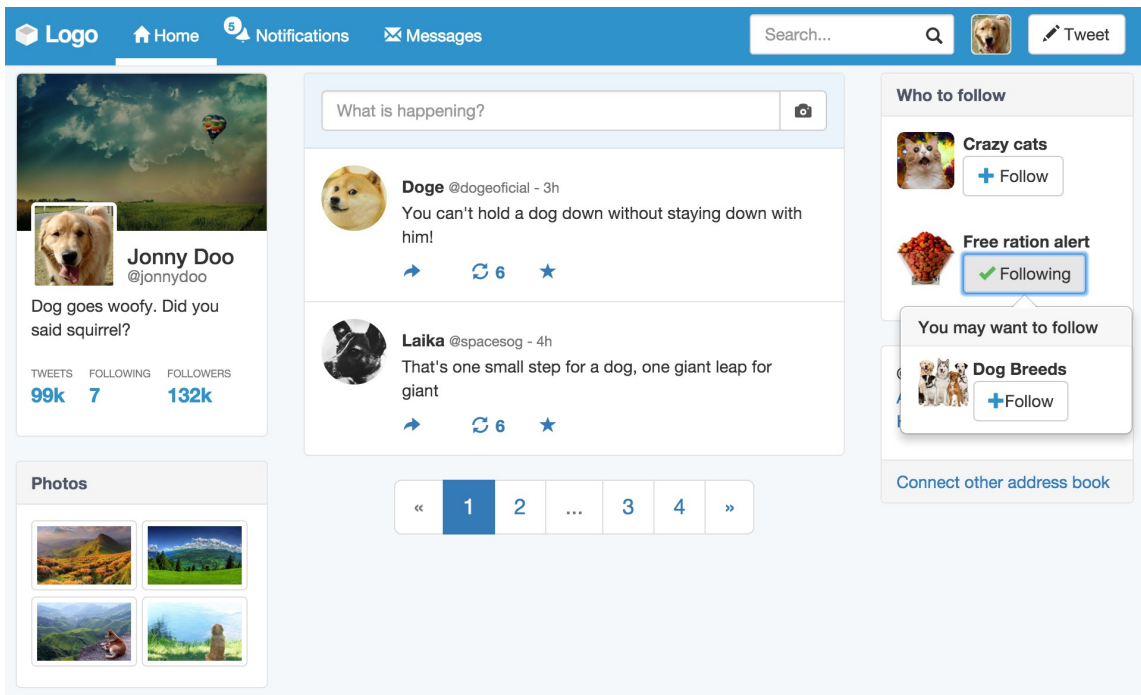 Logo
Home
5
Notifications
Messages
Search...
Tweet
Jonny Doo
@jonnydoo
Dog goes woofy. Did you
said squirrel?
TWEETS FOLLOWING FOLLOWERS
99k 7 132k
Photos
What is happening?
Doge @dogeoficial - 3h
You can't hold a dog down without staying down with
him!
6
Laika @spacesog - 4h
That's one small step for a dog, one giant leap for
giant
6
« 1 2 ... 3 4 »
Who to follow
Crazy cats
Follow
Free ration alert
Following
You may want to follow
Dog Breeds
Follow
Connect other address book